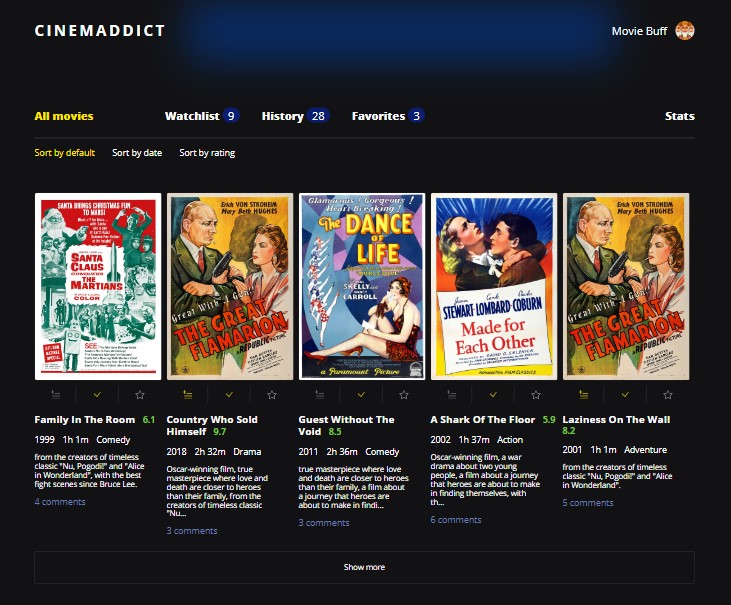 CINEMADDICT
Movie Buff
All movies
Watchlist 9
History 28
Favorites 3
Stats
Sort by default
Sort by date
Sort by rating
SANTA BRINGS CHRISTMAS FUN
TO MARS!
SANTA
CLAUS
CONQUERS
THE
MARTIANS
COLOR
SEE
Erich VON STROHEIM
Mary Beth HUGHES
Great With A Gun!
THE GREAT
FLAMARION
A REPUBLIC PICTURE
Glamorous! Gorgeous!
Heart Breaking!
The DANCE
OF
LIFE
SKELLY and
CARROLL
a Paramount Picture
James Carole Charles
STEWART LOMBARD COBURN
Made for
Each Other
Erich VON STROHEIM
Mary Beth HUGHES
Great With A Gun!
THE GREAT
FLAMARION
A REPUBLIC PICTURE
Family In The Room 6.1
1999 1h 1m Comedy
from the creators of timeless
classic "Nu, Pogodi!" and "Alice
in Wonderland", with the best
fight scenes since Bruce Lee.
4 comments
Country Who Sold
Himself 9.7
2018 2h 32m Drama
Oscar-winning film, true
masterpiece where love and
death are closer to heroes
than their family, from the
creators of timeless classic
"Nu...
3 comments
Guest Without The
Void 8.5
2011 2h 36m Comedy
true masterpiece where love
and death are closer to heroes
than their family, a film about
a journey that heroes are
about to make in findi...
3 comments
A Shark Of The Floor 5.9
2002 1h 37m Action
Oscar-winning film, a war
drama about two young
people, a film about a journey
that heroes are about to make
in finding themselves, with
th...
6 comments
Laziness On The Wall
8.2
2001 1h 1m Adventure
from the creators of timeless
classic "Nu, Pogodi!" and "Alice
in Wonderland".
5 comments
Show more